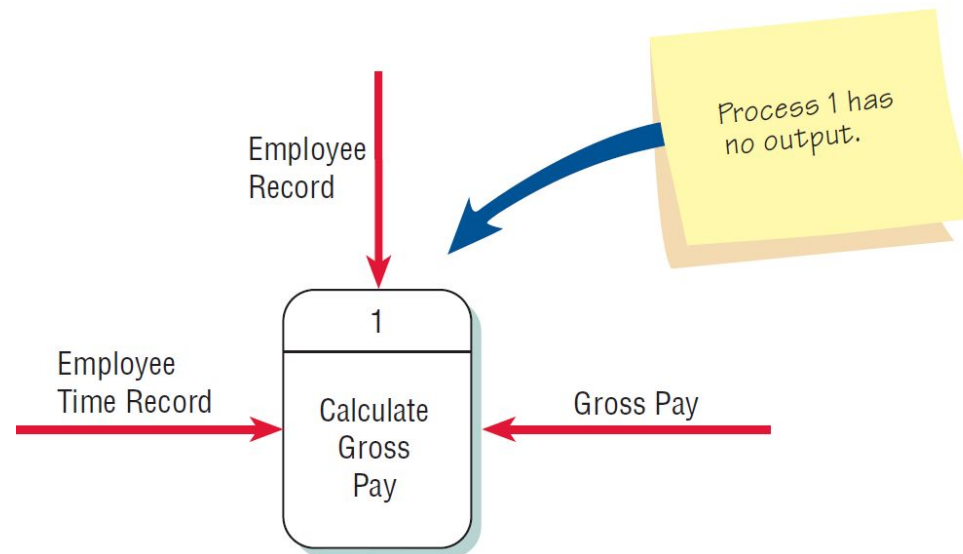 Process 1 has
no output.
Employee
Record
1
Employee
Time Record
Calculate
Gross
Pay
Gross Pay